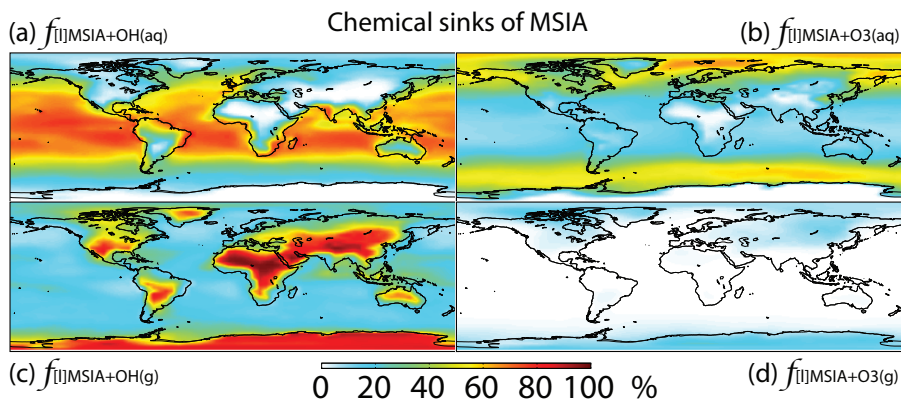 Chemical sinks of MSIA
(a) f[l]MSIA+OH(aq)
(b) f[l]MSIA+O3(aq)
(c) f[l]MSIA+OH(g)
0 20 40 60 80 100 %
(d) f[l]MSIA+O3(g)